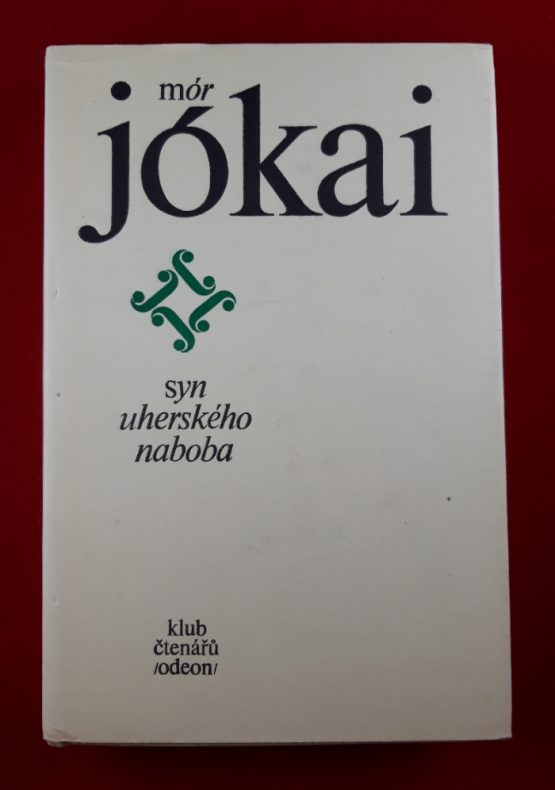 mór
jókai
syn
uherského
naboba
klub
čtenářů
/odeon/